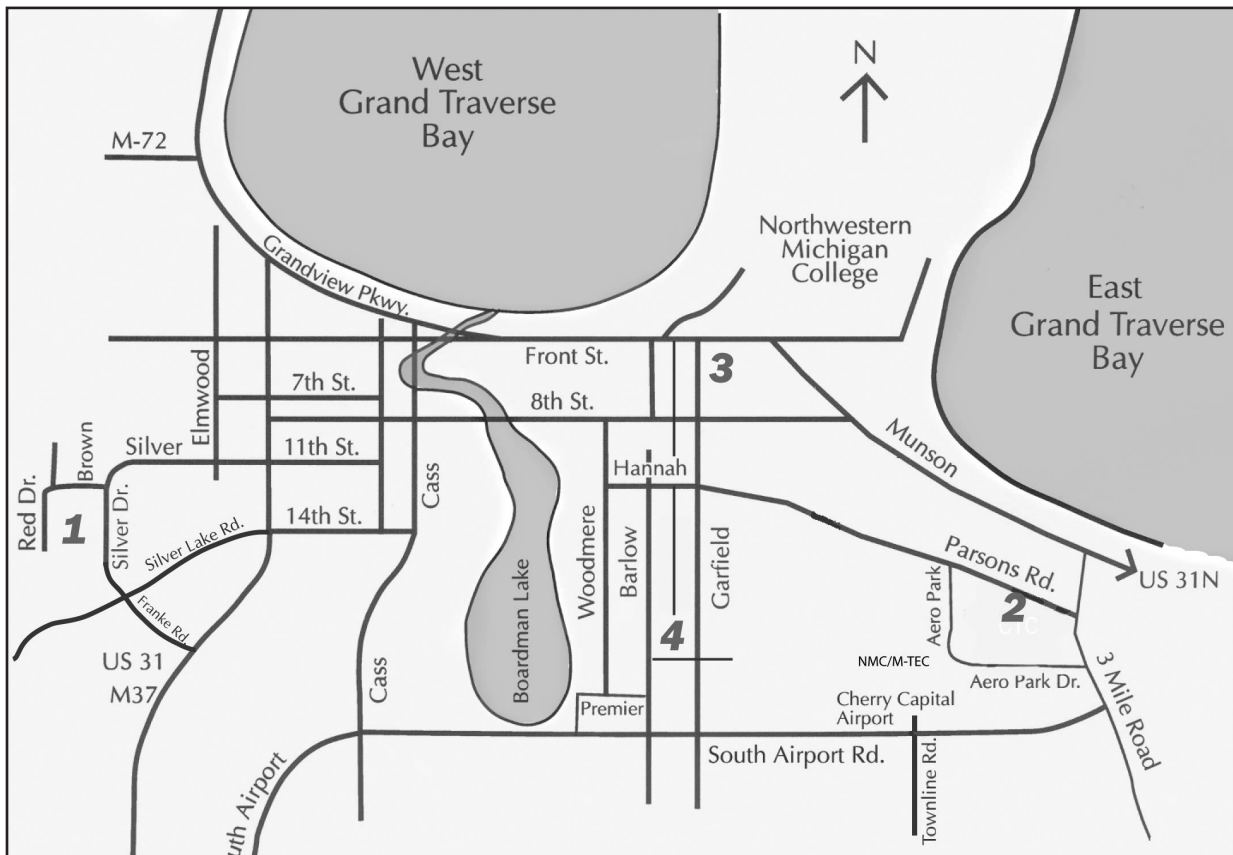 West
Grand Traverse
Bay
N
M-72
Northwestern
Michigan
College
Grandview Pkwy.
East
Grand Traverse
Bay
Front St.
3
7th St.
8th St.
Elmwood
Munson
Brown
Silver
11th St.
Hannah
Cass
Red Dr.
1
Silver Dr.
Silver Lake Rd.
14th St.
Boardman Lake
Woodmere
Barlow
Garfield
Parsons Rd.
US 31N
Aero Park
2
CTC
Franke Rd.
4
NMC/M-TEC
US 31
M37
Cass
Aero Park Dr.
3 Mile Road
Premier
Cherry Capital
Airport
South Airport Rd.
Townline Rd.
uth Airport